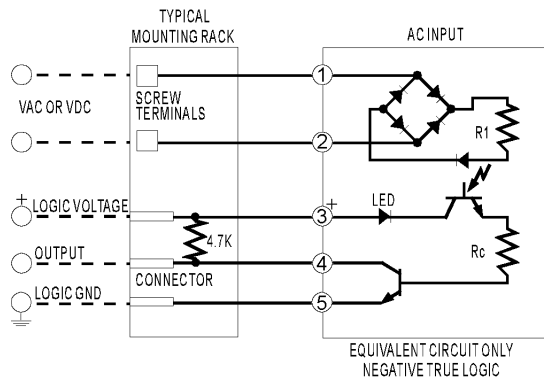 TYPICAL
MOUNTING RACK
AC INPUT
1
VAC OR VDC
SCREW
TERMINALS
R1
2
+
LOGIC VOLTAGE
3
+
LED
4.7K
OUTPUT
4
Rc
CONNECTOR
LOGIC GND
5
EQUIVALENT CIRCUIT ONLY
NEGATIVE TRUE LOGIC